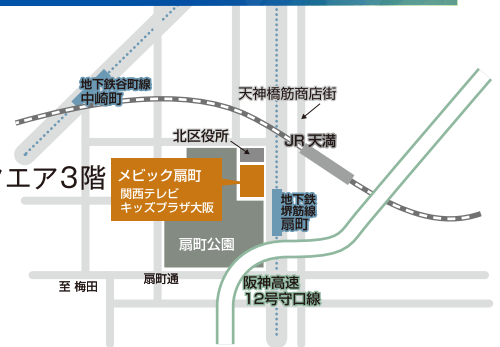 地下鉄谷町線
中崎町
天神橋筋商店街
北区役所
JR 天満
エア3階
メビック扇町
関西テレビ
キッズプラザ大阪
地下鉄
堺筋線
扇町
扇町公園
扇町通
至 梅田
阪神高速
12号守口線